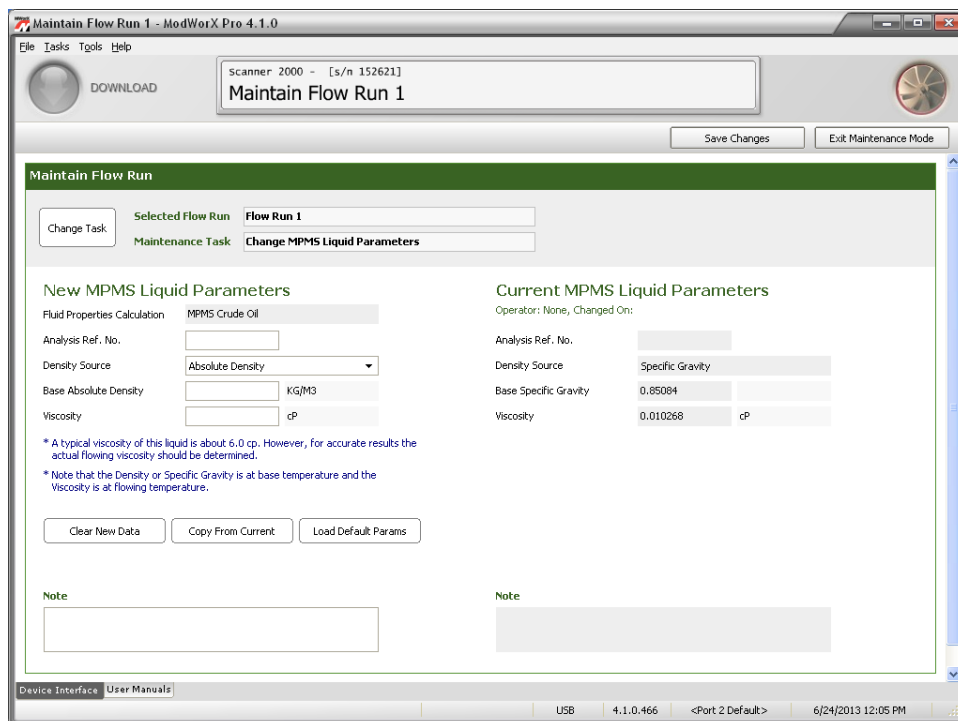 Maintain Flow Run 1 - ModWorX Pro 4.1.0
File Tasks Tools Help
DOWNLOAD
Scanner 2000 - [s/n 152621]
Maintain Flow Run 1
Save Changes
Exit Maintenance Mode
Maintain Flow Run
Change Task
Selected Flow Run Flow Run 1
Maintenance Task Change MPMS Liquid Parameters
New MPMS Liquid Parameters
Fluid Properties Calculation MPMS Crude Oil
Analysis Ref. No.
Density Source Absolute Density
Base Absolute Density KG/M3
Viscosity cP
* A typical viscosity of this liquid is about 6.0 cp. However, for accurate results the
actual flowing viscosity should be determined.
* Note that the Density or Specific Gravity is at base temperature and the
Viscosity is at flowing temperature.
Clear New Data
Copy From Current
Load Default Params
Note
Current MPMS Liquid Parameters
Operator: None, Changed On:
Analysis Ref. No.
Density Source Specific Gravity
Base Specific Gravity 0.85084
Viscosity 0.010268 cP
Note
Device Interface User Manuals
USB 4.1.0.466 <Port 2 Default> 6/24/2013 12:05 PM